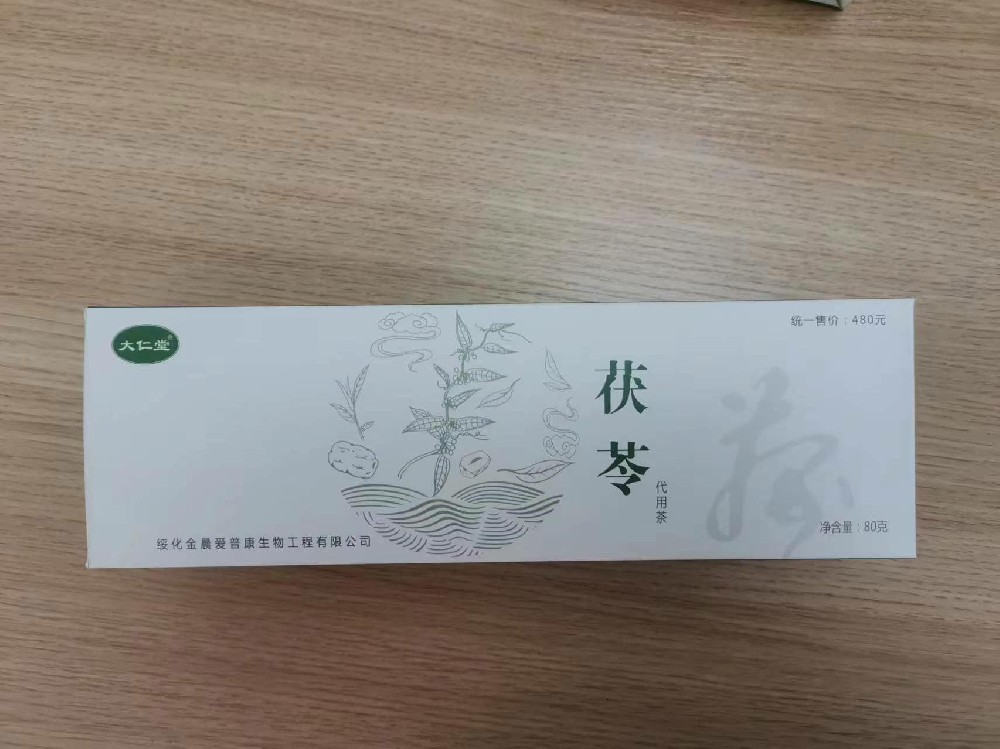 大仁堂®
统一售价：480元
茯苓
代用茶
净含量：80克
绥化金晨爱普康生物工程有限公司